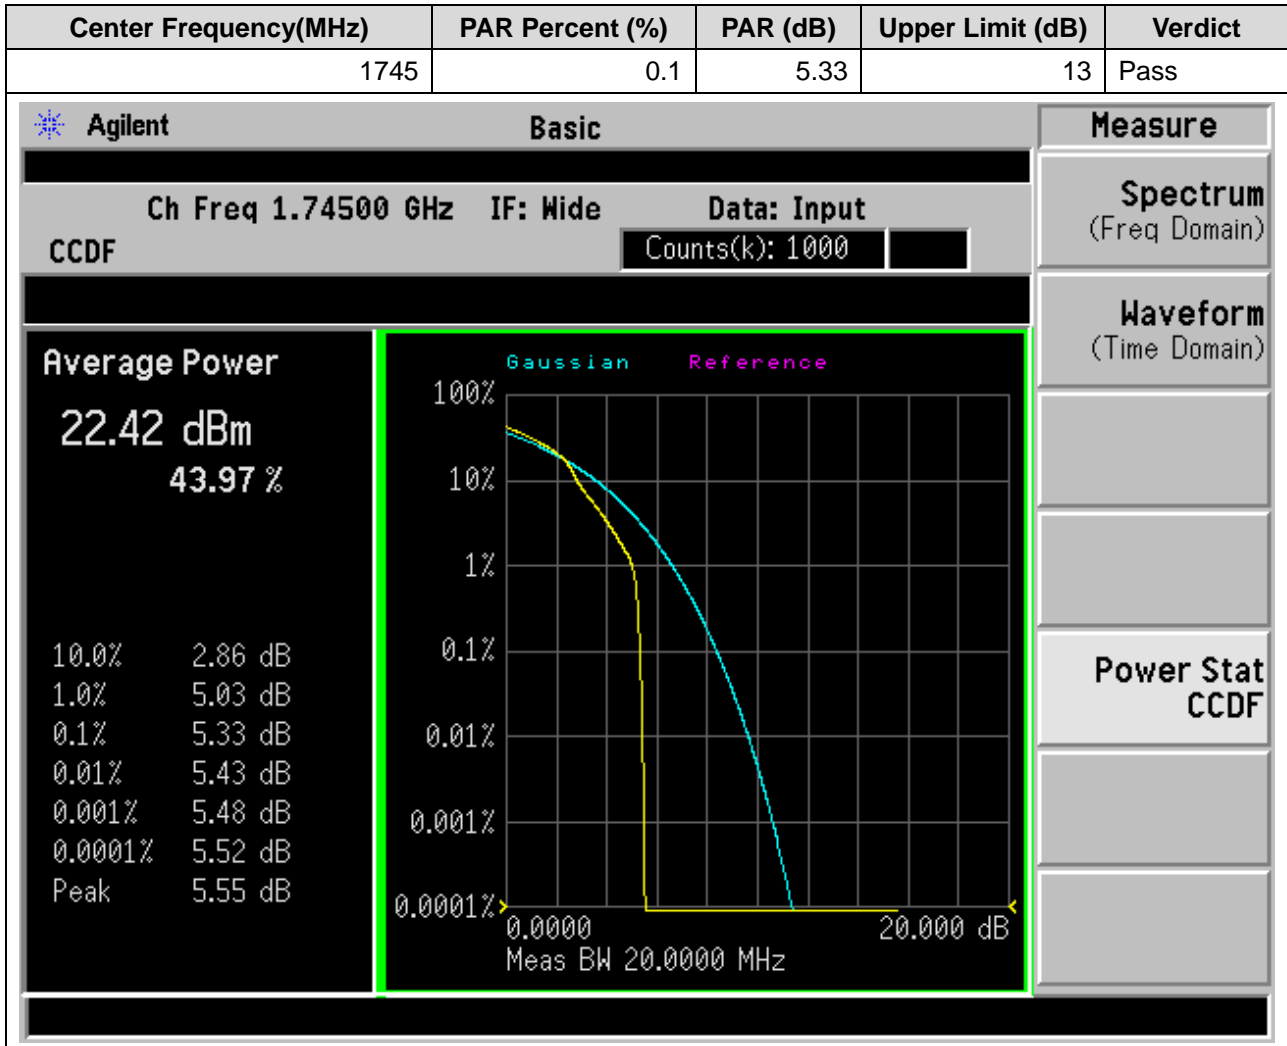 Center Frequency(MHz) PAR Percent (%) PAR (dB) Upper Limit (dB) Verdict
1745 0.1 5.33 13 Pass
Agilent Basic Measure
Ch Freq 1.74500 GHz IF: Wide Data: Input
CCDF Counts(k): 1000
Average Power
22.42 dBm
43.97 %
10.0% 2.86 dB
1.0% 5.03 dB
0.1% 5.33 dB
0.01% 5.43 dB
0.001% 5.48 dB
0.0001% 5.52 dB
Peak 5.55 dB
Gaussian Reference
100%
10%
1%
0.1%
0.01%
0.001%
0.0001%
0.0000 20.000 dB
Meas BW 20.0000 MHz
Spectrum
(Freq Domain)
Waveform
(Time Domain)
Power Stat
CCDF